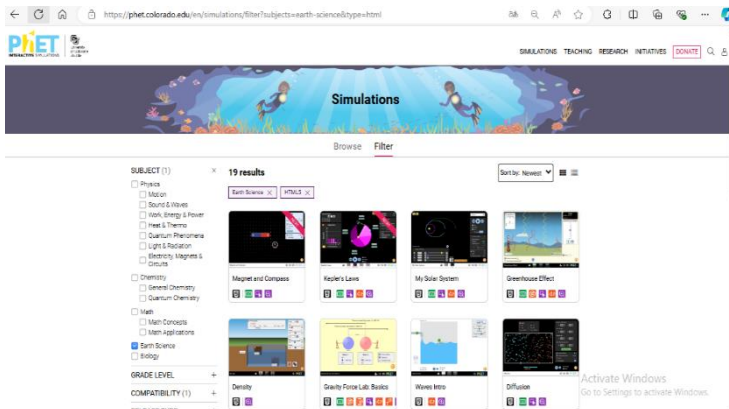 https://phet.colorado.edu/en/simulations/filter?subjects=earth-science&type=html
PhET
INTERACTIVE SIMULATIONS
SIMULATIONS TEACHING RESEARCH INITIATIVES DONATE
Simulations
Browse Filter
SUBJECT (1)
19 results
Sort by: Newest
Earth Science HTML5
Physics
Motion
Sound & Waves
Work, Energy & Power
Heat & Thermo
Quantum Phenomena
Light & Radiation
Electricity, Magnets & Circuits
Chemistry
General Chemistry
Quantum Chemistry
Math
Math Concepts
Math Applications
Earth Science
Biology
GRADE LEVEL
COMPATIBILITY (1)
Magnet and Compass Kepler's Laws My Solar System Greenhouse Effect
Density Gravity Force Lab: Basics Waves Intro Diffusion
Activate Windows
Go to Settings to activate Windows.